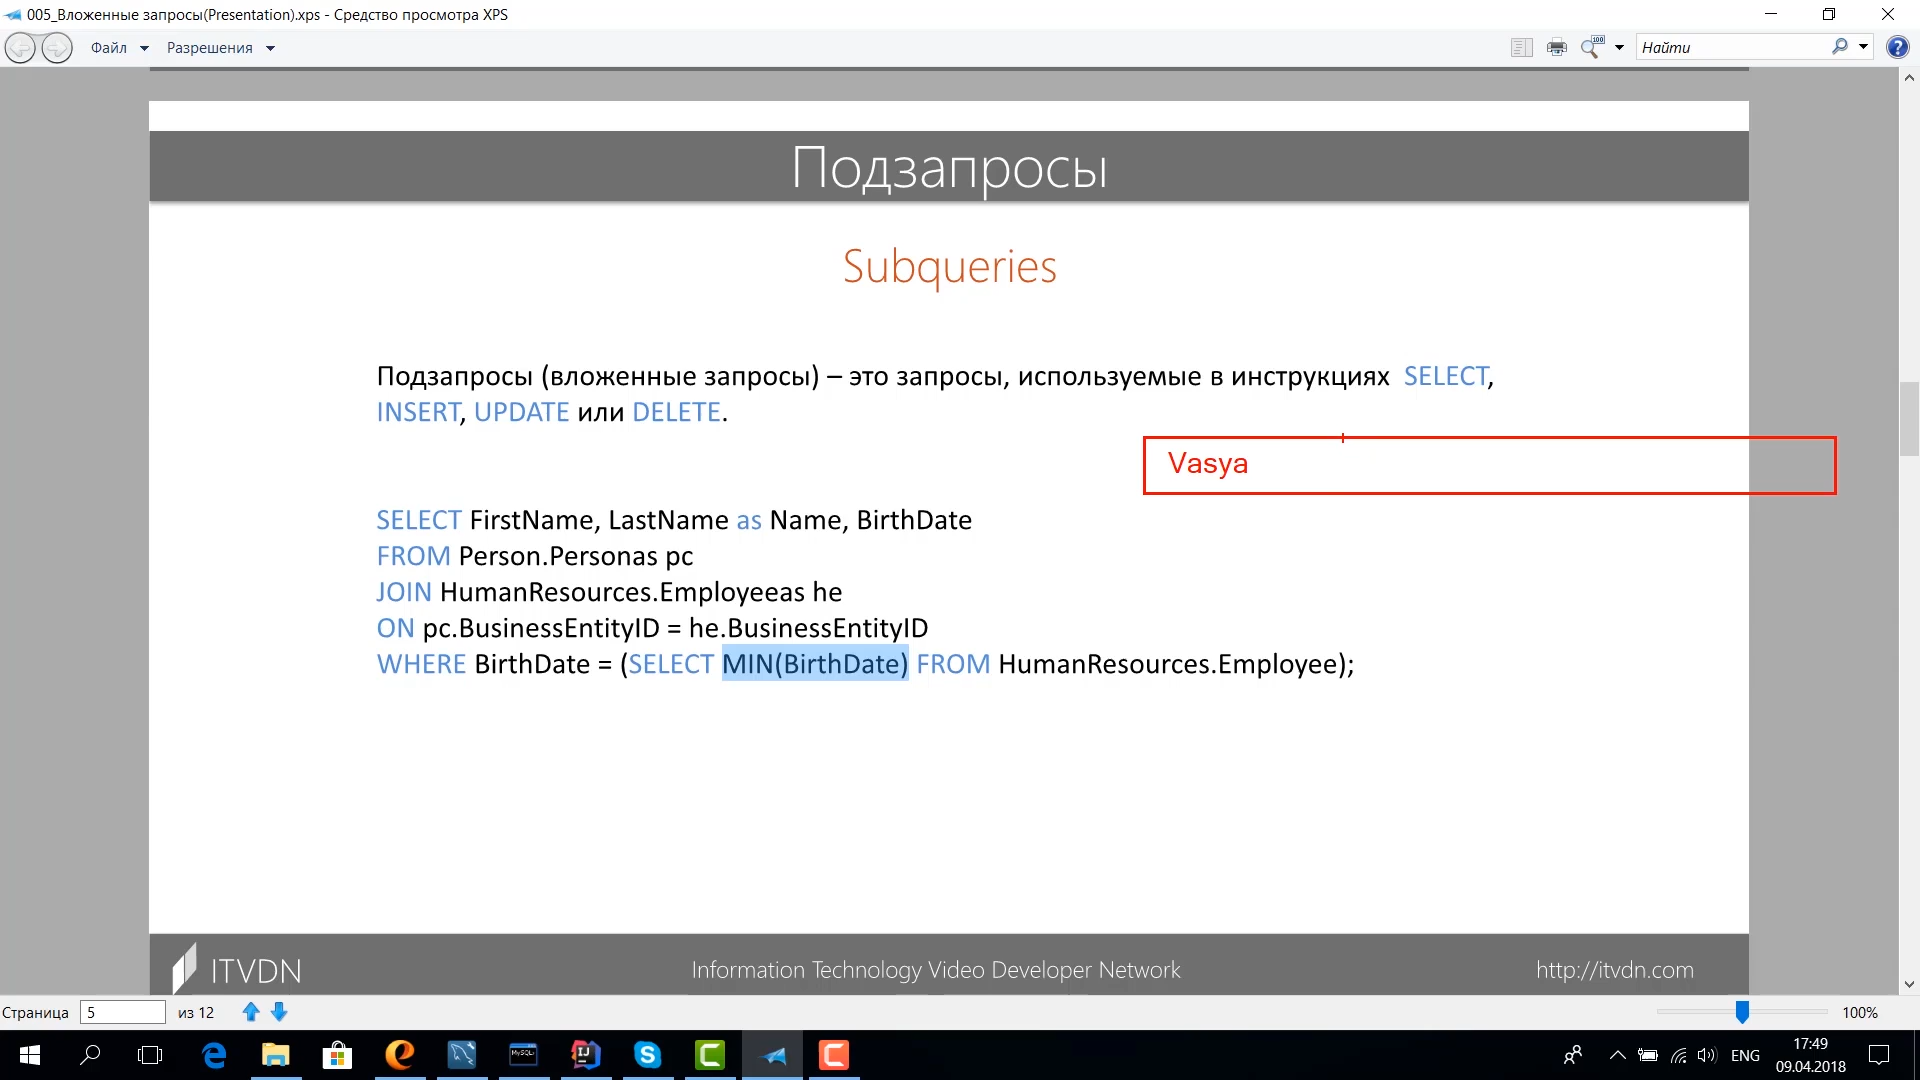 005_Вложенные запросы(Presentation).xps - Средство просмотра XPS
Файл Разрешения 100 Найти
Подзапросы
Subqueries
Подзапросы (вложенные запросы) – это запросы, используемые в инструкциях SELECT,
INSERT, UPDATE или DELETE.
Vasya
SELECT FirstName, LastName as Name, BirthDate
FROM Person.Personas pc
JOIN HumanResources.Employeeas he
ON pc.BusinessEntityID = he.BusinessEntityID
WHERE BirthDate = (SELECT MIN(BirthDate) FROM HumanResources.Employee);
ITVDN Information Technology Video Developer Network http://itvdn.com
Страница 5 из 12 100%
MySQL IJ ENG 17:49
09.04.2018